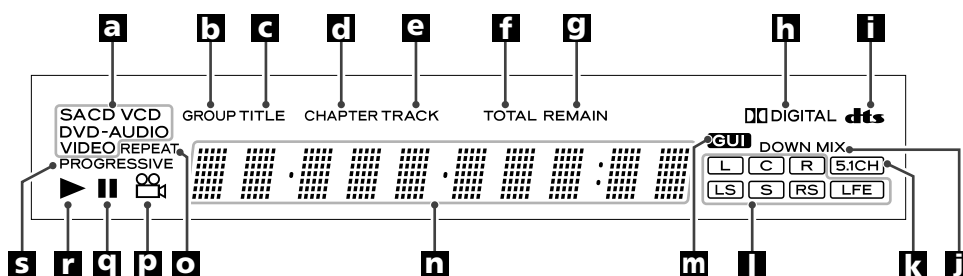 a b c d e f g h i
SACD VCD
DVD-AUDIO
VIDEO REPEAT
PROGRESSIVE
GROUP TITLE CHAPTER TRACK TOTAL REMAIN
DIGITAL dts
GUI DOWN MIX
L C R 5.1CH
LS S RS LFE
s r q p o n m l k j